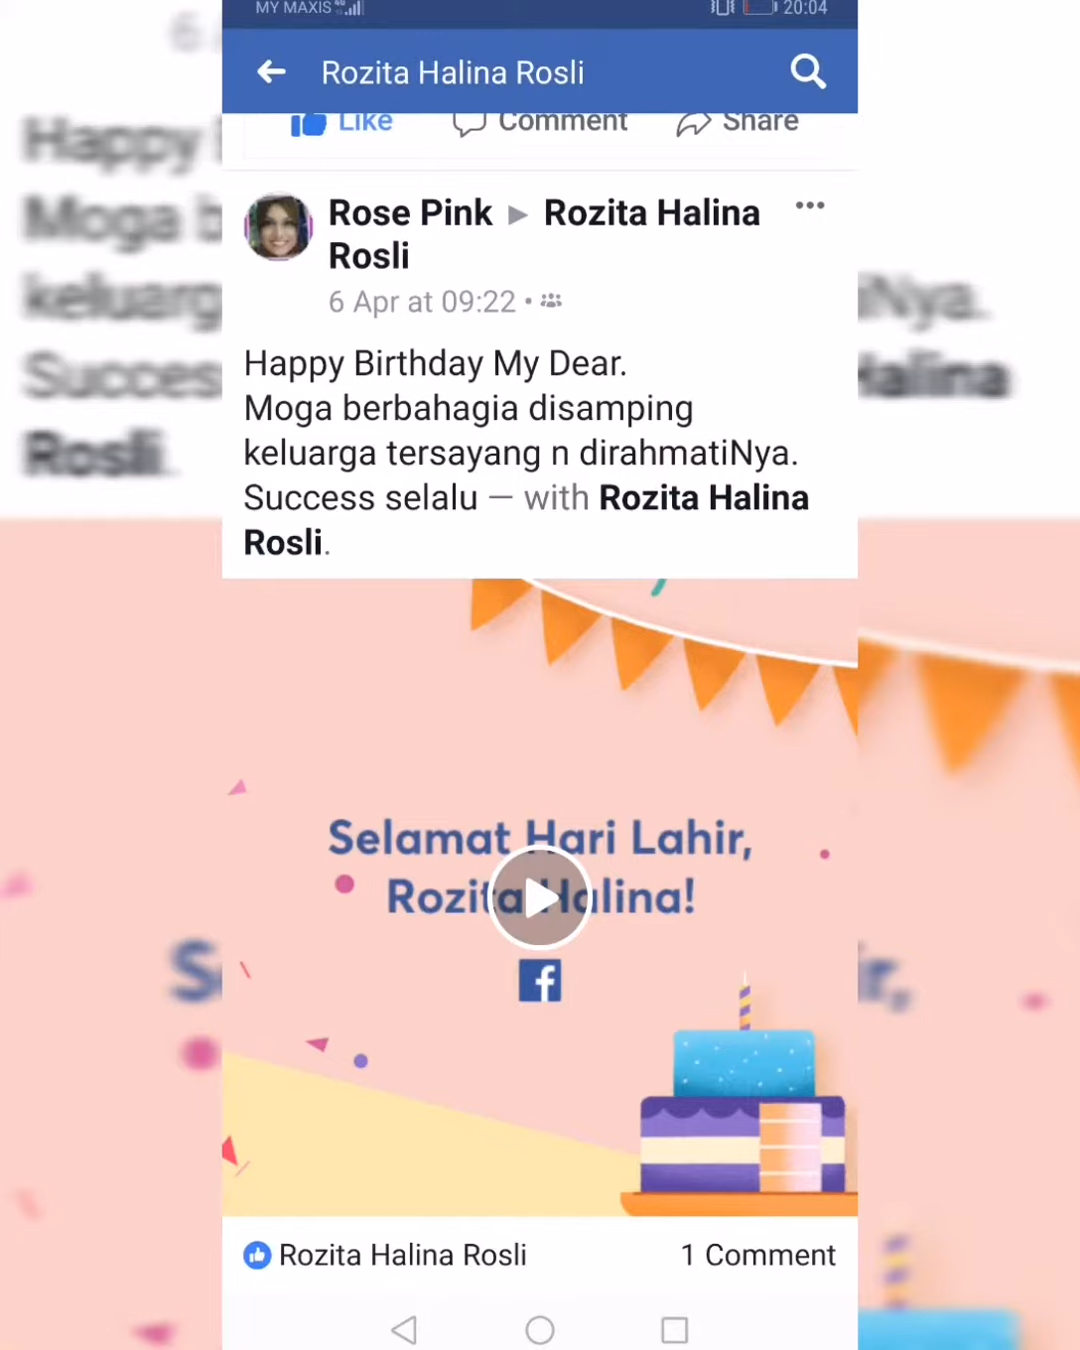 MY MAXIS 20:04
Rozita Halina Rosli
Like Comment Share
Rose Pink ▸ Rozita Halina
Rosli
6 Apr at 09:22 •
Happy Birthday My Dear.
Moga berbahagia disamping
keluarga tersayang n dirahmatiNya.
Success selalu — with Rozita Halina
Rosli.
Selamat Hari Lahir,
Rozita Halina!
f
Rozita Halina Rosli 1 Comment